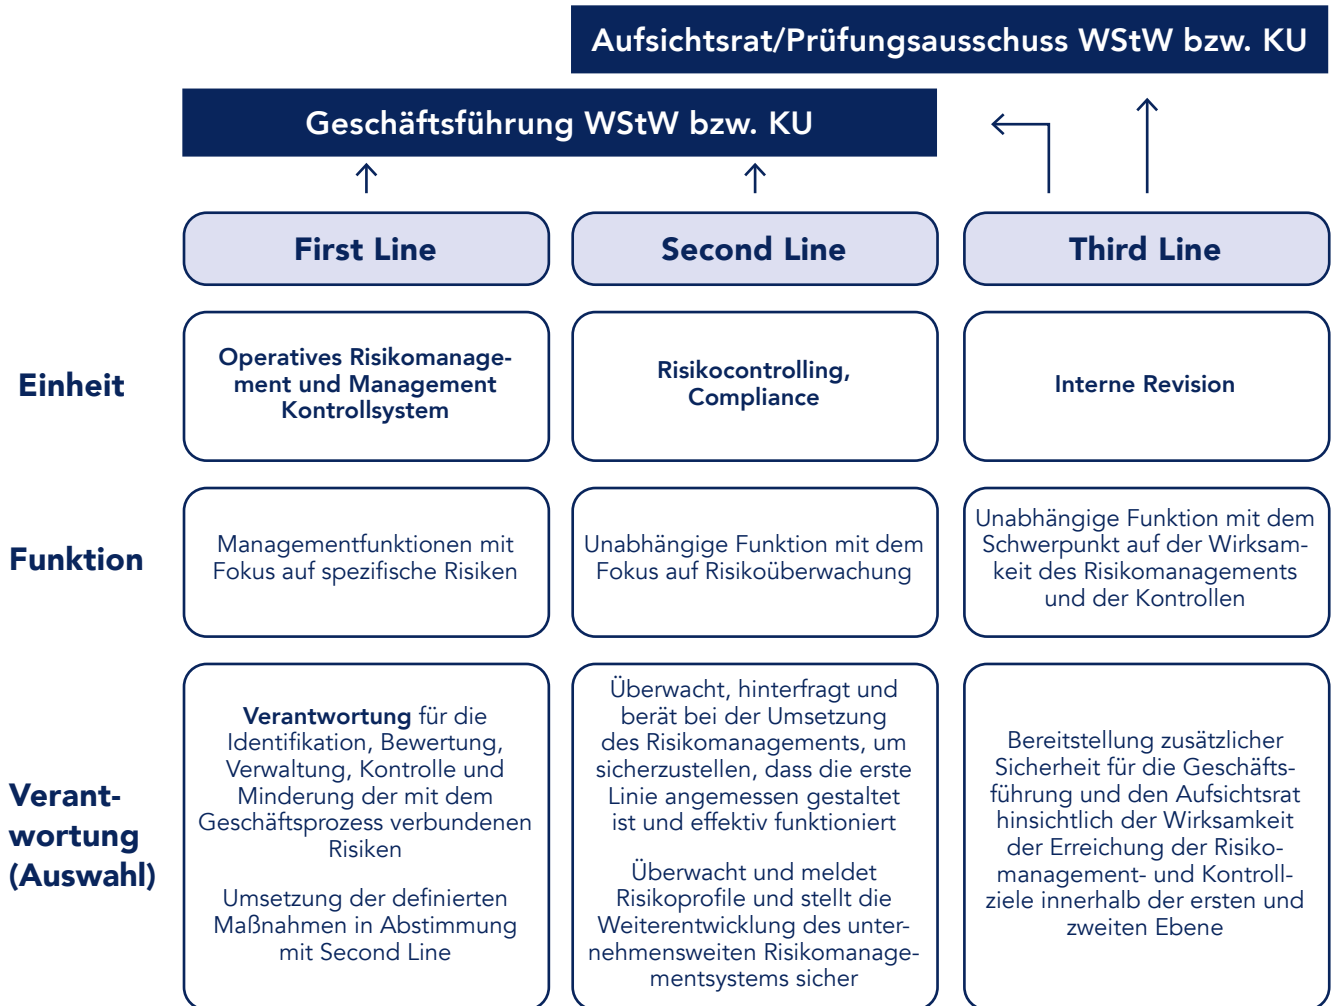 Aufsichtsrat/Prüfungsausschuss WStW bzw. KU
Geschäftsführung WStW bzw. KU
First Line
Second Line
Third Line
Einheit
Operatives Risikomanage-
ment und Management
Kontrollsystem
Risikocontrolling,
Compliance
Interne Revision
Funktion
Managementfunktionen mit
Fokus auf spezifische Risiken
Unabhängige Funktion mit dem
Fokus auf Risikoüberwachung
Unabhängige Funktion mit dem
Schwerpunkt auf der Wirksam-
keit des Risikomanagements
und der Kontrollen
Verant-
wortung
(Auswahl)
Verantwortung für die
Identifikation, Bewertung,
Verwaltung, Kontrolle und
Minderung der mit dem
Geschäftsprozess verbundenen
Risiken
Umsetzung der definierten
Maßnahmen in Abstimmung
mit Second Line
Überwacht, hinterfragt und
berät bei der Umsetzung
des Risikomanagements, um
sicherzustellen, dass die erste
Linie angemessen gestaltet
ist und effektiv funktioniert
Überwacht und meldet
Risikoprofile und stellt die
Weiterentwicklung des unter-
nehmensweiten Risikomanage-
mentsystems sicher
Bereitstellung zusätzlicher
Sicherheit für die Geschäfts-
führung und den Aufsichtsrat
hinsichtlich der Wirksamkeit
der Erreichung der Risiko-
management- und Kontroll-
ziele innerhalb der ersten und
zweiten Ebene